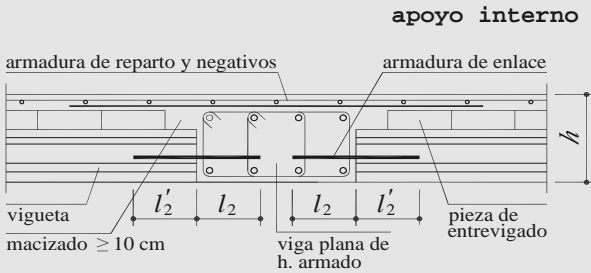 apoyo interno
armadura de reparto y negativos
armadura de enlace
h
l′₂ l₂ l₂ l′₂
vigueta
macizado ≥ 10 cm
viga plana de
h. armado
pieza de
entrevigado